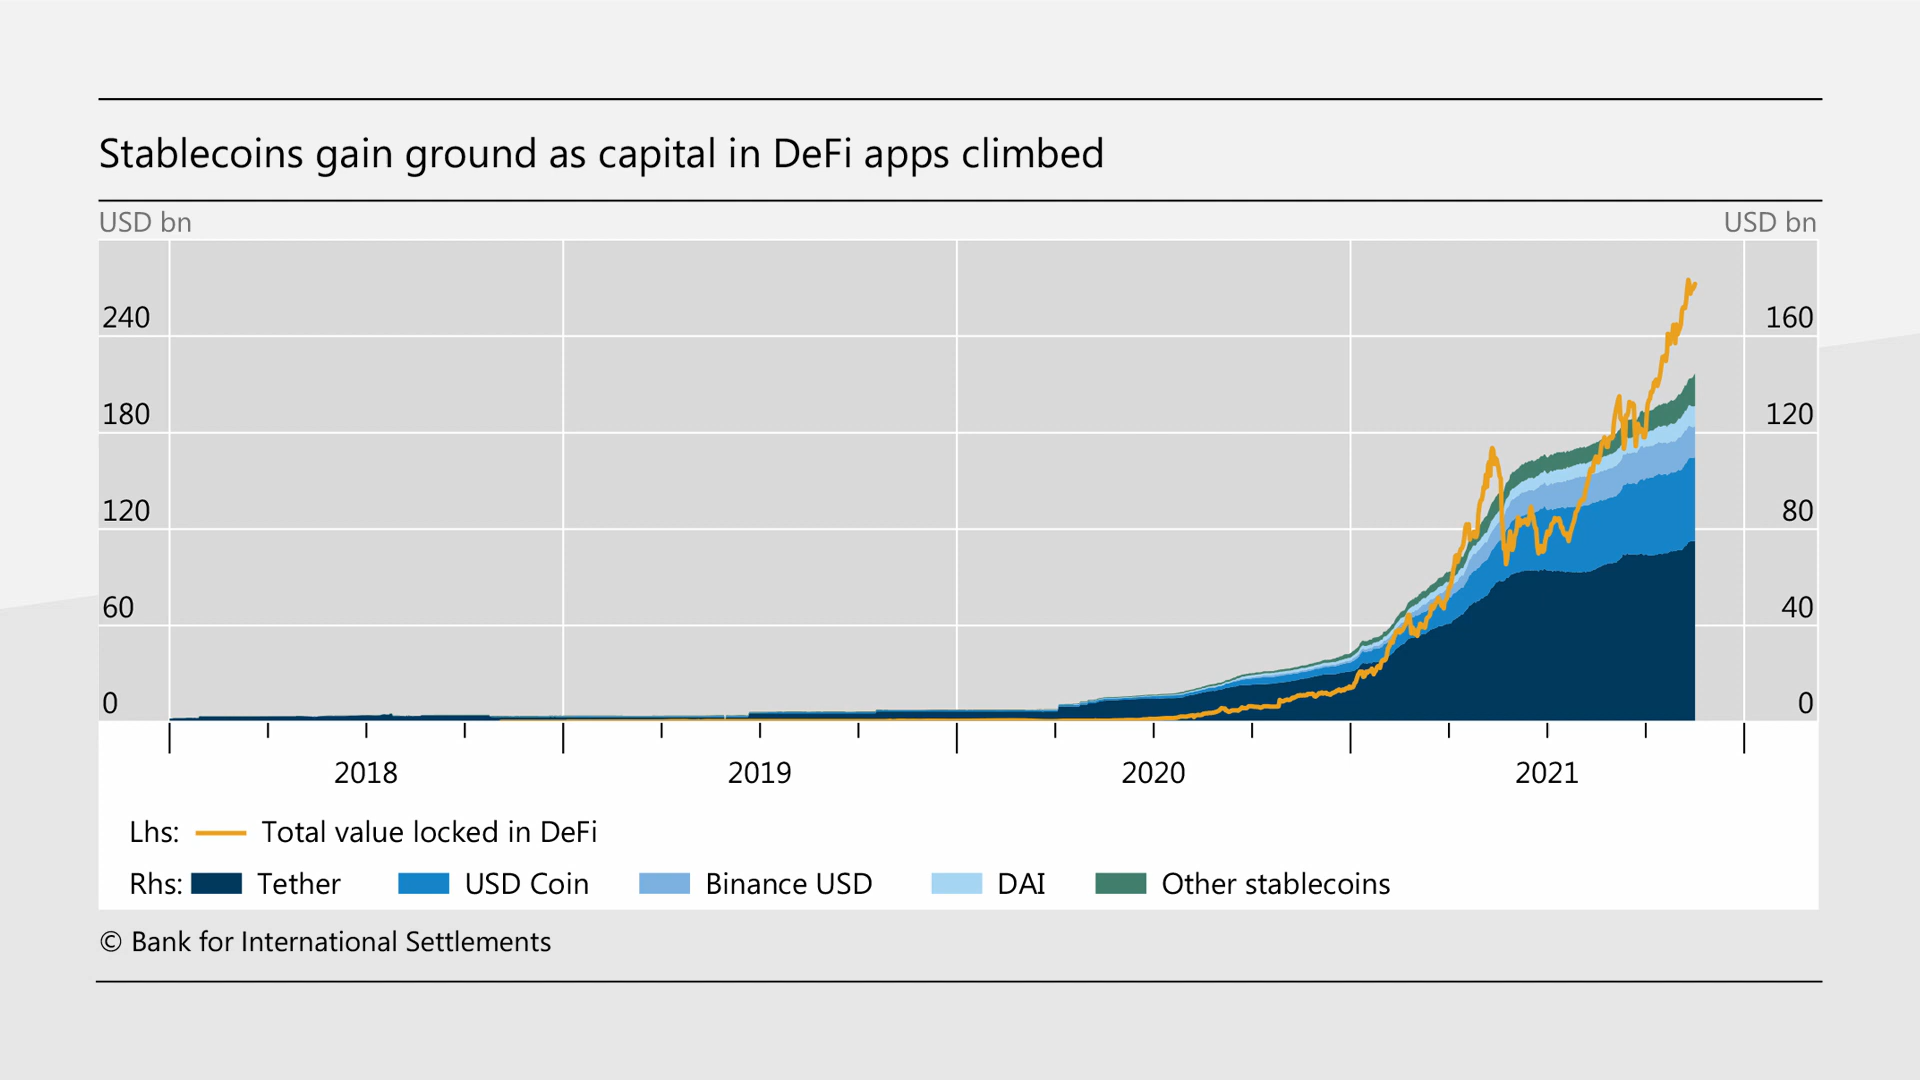 Stablecoins gain ground as capital in DeFi apps climbed
USD bn USD bn
240 160
180 120
120 80
60 40
0 0
2018 2019 2020 2021
Lhs: Total value locked in DeFi
Rhs: Tether USD Coin Binance USD DAI Other stablecoins
© Bank for International Settlements